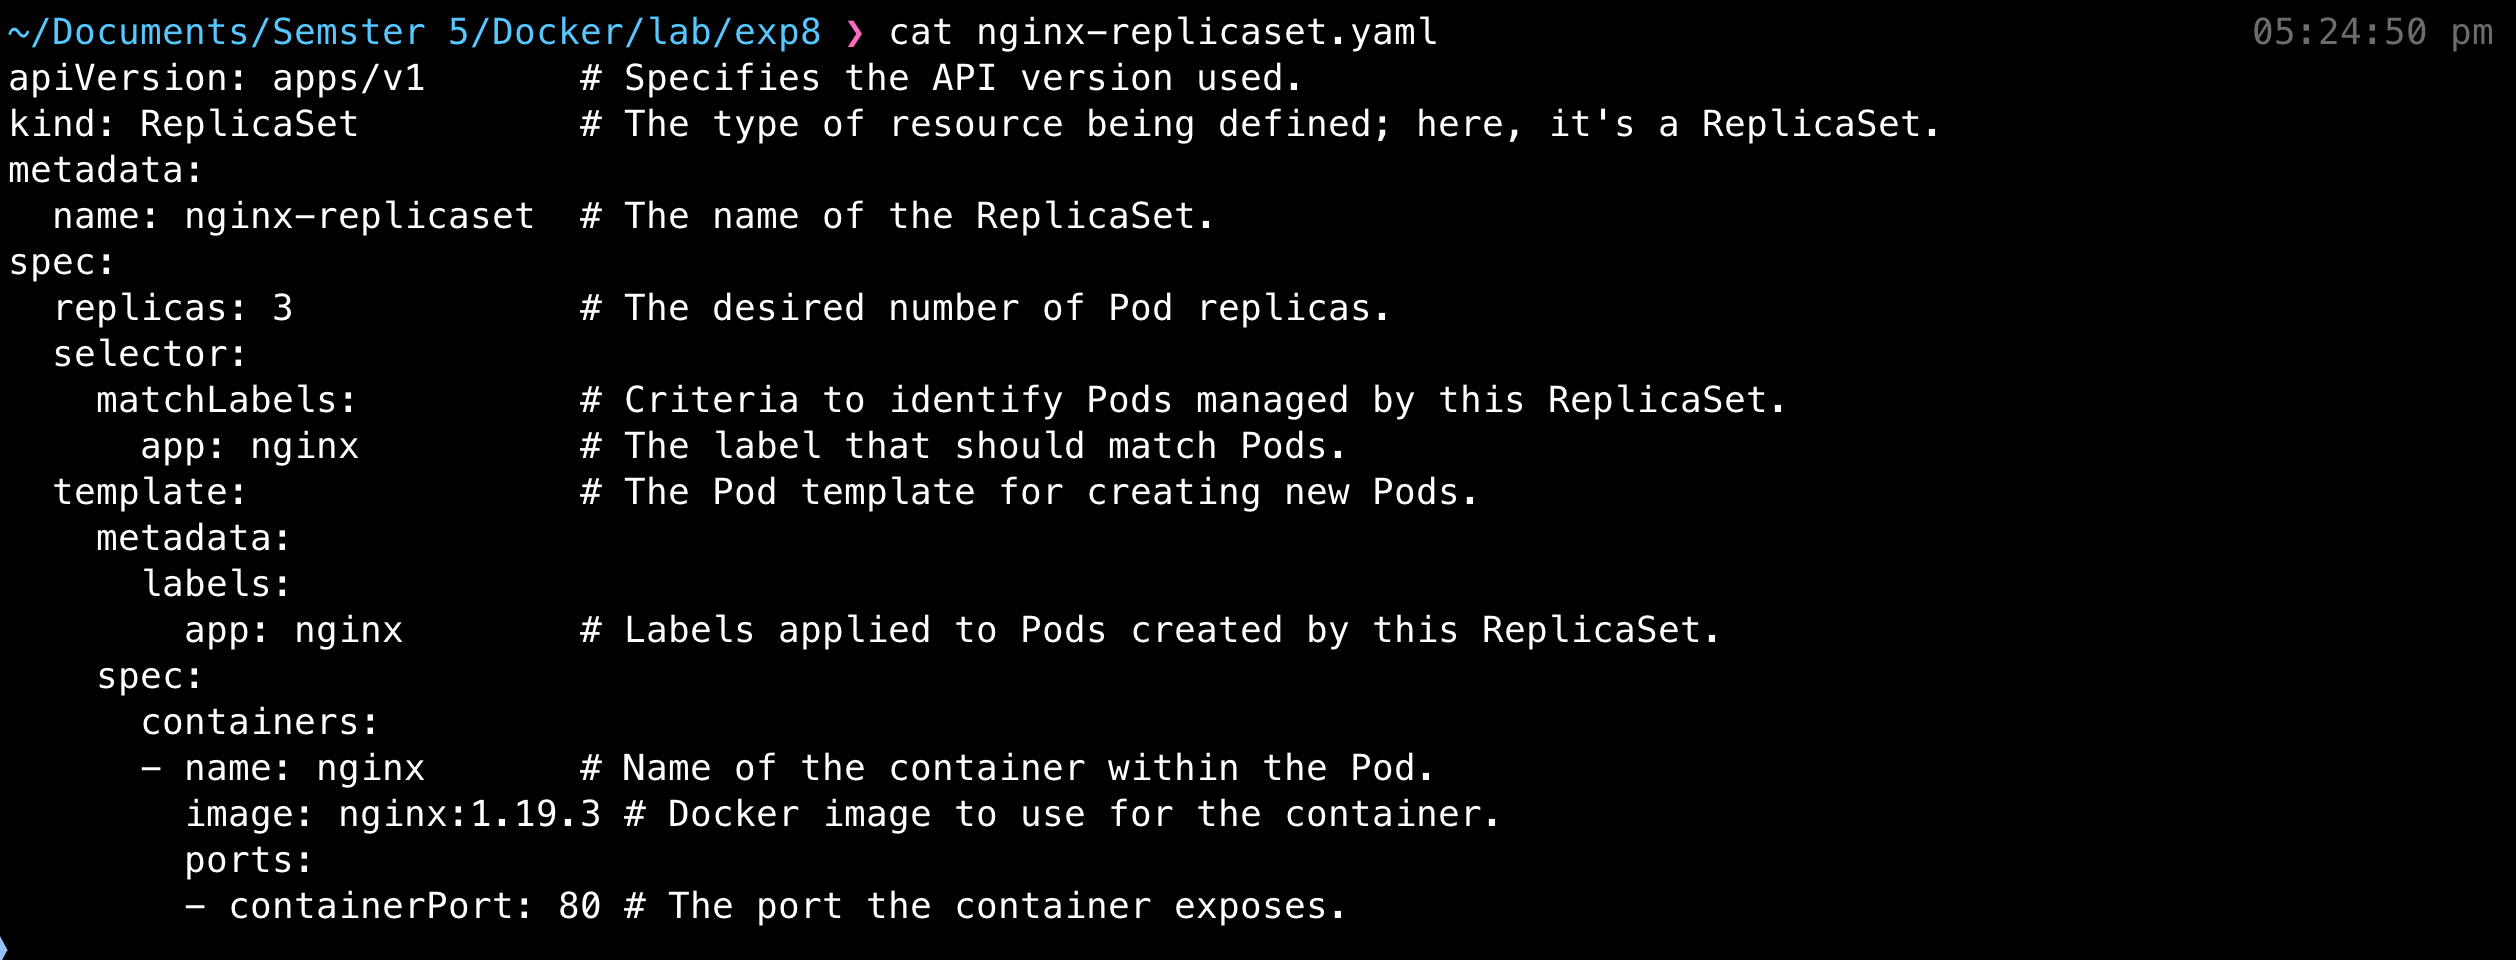 ~/Documents/Semster 5/Docker/lab/exp8 ❯ cat nginx-replicaset.yaml 05:24:50 pm
apiVersion: apps/v1       # Specifies the API version used.
kind: ReplicaSet          # The type of resource being defined; here, it's a ReplicaSet.
metadata:
  name: nginx-replicaset  # The name of the ReplicaSet.
spec:
  replicas: 3             # The desired number of Pod replicas.
  selector:
    matchLabels:          # Criteria to identify Pods managed by this ReplicaSet.
      app: nginx          # The label that should match Pods.
  template:               # The Pod template for creating new Pods.
    metadata:
      labels:
        app: nginx        # Labels applied to Pods created by this ReplicaSet.
    spec:
      containers:
      - name: nginx       # Name of the container within the Pod.
        image: nginx:1.19.3 # Docker image to use for the container.
        ports:
        - containerPort: 80 # The port the container exposes.